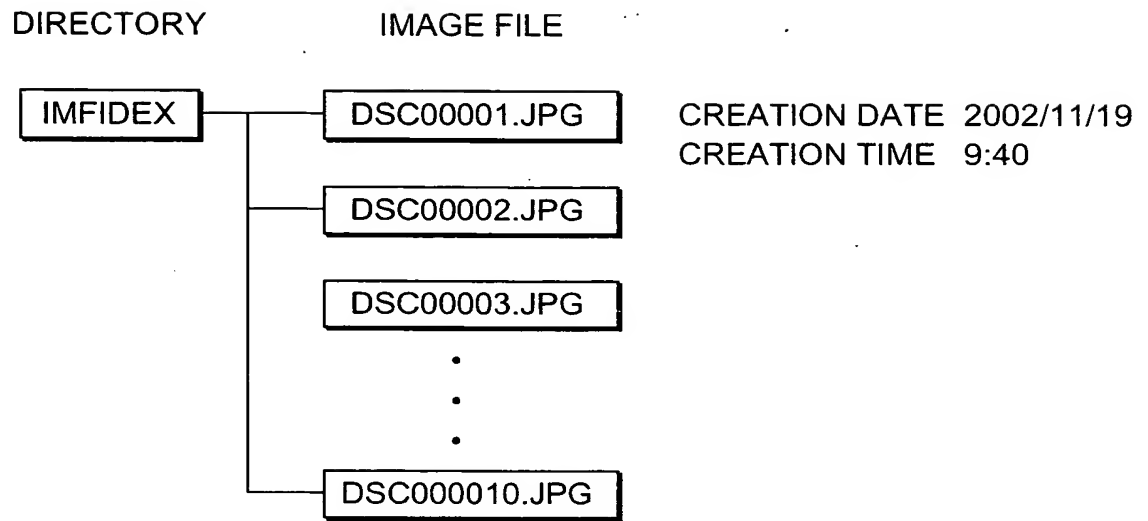 DIRECTORY IMAGE FILE
IMFIDEX DSC00001.JPG CREATION DATE 2002/11/19
CREATION TIME 9:40
DSC00002.JPG
DSC00003.JPG
DSC000010.JPG